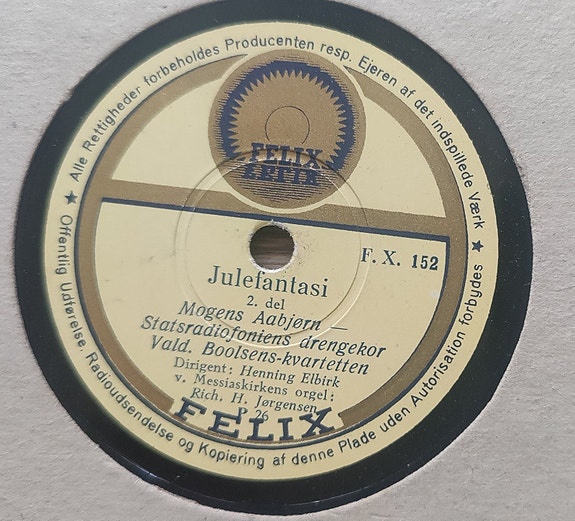 Alle Rettigheder forbeholdes Producenten resp. Ejeren af det indspillede Værk ★
Offentlig Udførelse, Radioudsendelse og Kopiering af denne Plade uden Autorisation forbydes ★
FELIX
F. X. 152
Julefantasi
2. del
Mogens Aabjørn —
Statsradiofoniens drengekor
Vald. Boolsens-kvartetten
Dirigent: Henning Elbirk
v. Messiaskirkens orgel:
Rich. H. Jørgensen
P 26
FELIX